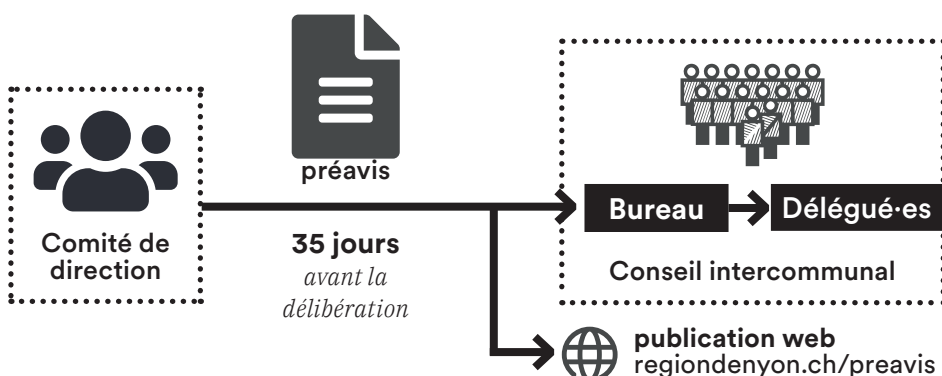 Comité de
direction
préavis
35 jours
avant la
délibération
Bureau
Délégué·es
Conseil intercommunal
publication web
regiondenyon.ch/preavis